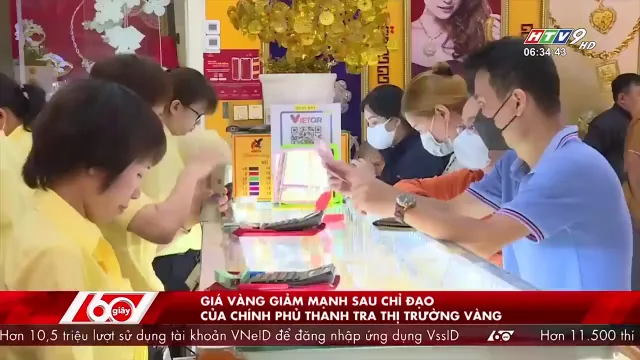 HTV9 HD
06:34:43
VIETQR
60 giây
GIÁ VÀNG GIẢM MẠNH SAU CHỈ ĐẠO
CỦA CHÍNH PHỦ THANH TRA THỊ TRƯỜNG VÀNG
Hơn 10,5 triệu lượt sử dụng tài khoản VNeID để đăng nhập ứng dụng VssID
60
Hơn 11.500 thí